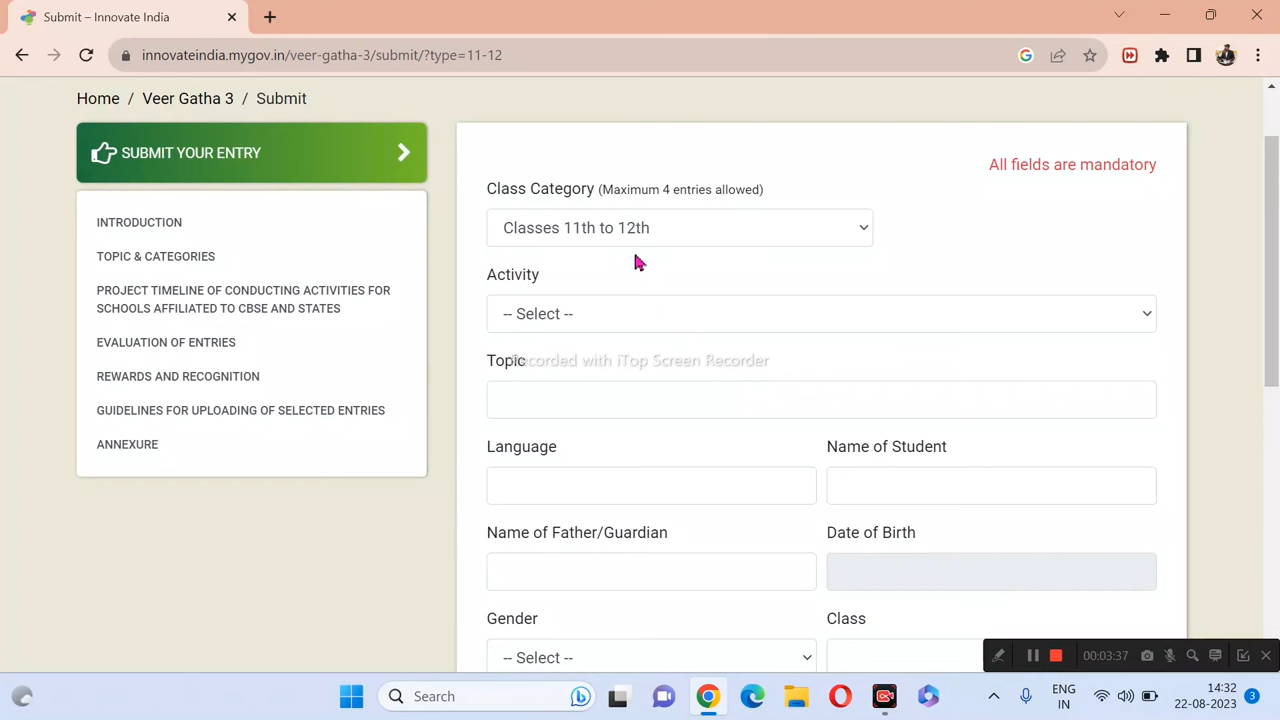 Submit – Innovate India
innovateindia.mygov.in/veer-gatha-3/submit/?type=11-12
Home / Veer Gatha 3 / Submit
SUBMIT YOUR ENTRY
INTRODUCTION
TOPIC & CATEGORIES
PROJECT TIMELINE OF CONDUCTING ACTIVITIES FOR
SCHOOLS AFFILIATED TO CBSE AND STATES
EVALUATION OF ENTRIES
REWARDS AND RECOGNITION
GUIDELINES FOR UPLOADING OF SELECTED ENTRIES
ANNEXURE
All fields are mandatory
Class Category (Maximum 4 entries allowed)
Classes 11th to 12th
Activity
-- Select --
Topic
Recorded with iTop Screen Recorder
Language
Name of Student
Name of Father/Guardian
Date of Birth
Gender
Class
-- Select --
00:03:37
Search
ENG
IN
14:32
22-08-2023
3